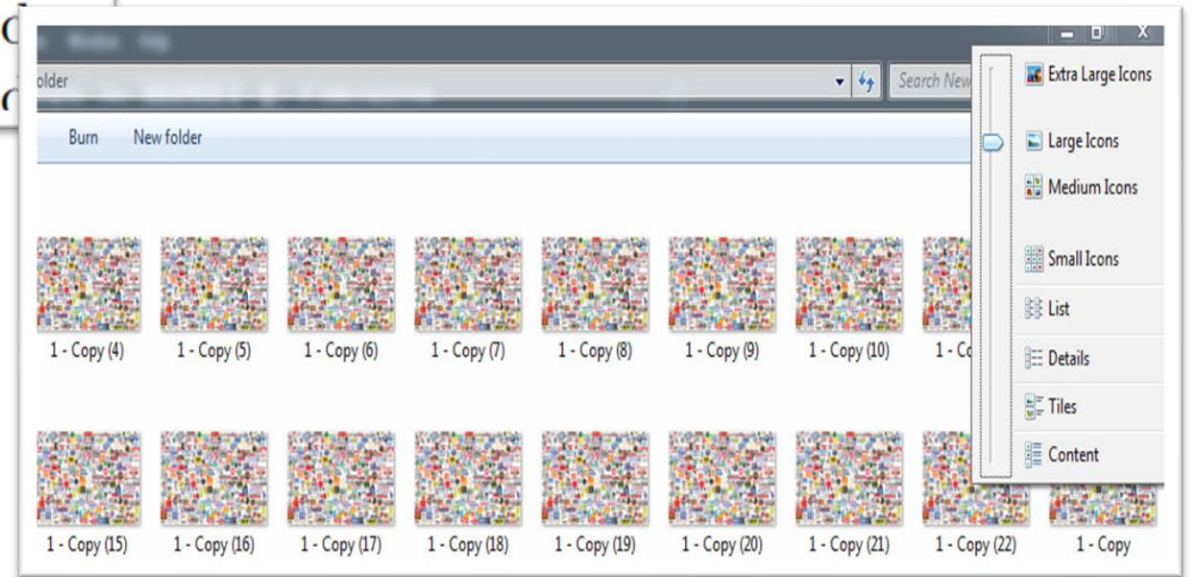 older
Search New
Burn New folder
Extra Large Icons
Large Icons
Medium Icons
Small Icons
List
Details
Tiles
Content
1 - Copy (4) 1 - Copy (5) 1 - Copy (6) 1 - Copy (7) 1 - Copy (8) 1 - Copy (9) 1 - Copy (10) 1 - Co
1 - Copy (15) 1 - Copy (16) 1 - Copy (17) 1 - Copy (18) 1 - Copy (19) 1 - Copy (20) 1 - Copy (21) 1 - Copy (22) 1 - Copy